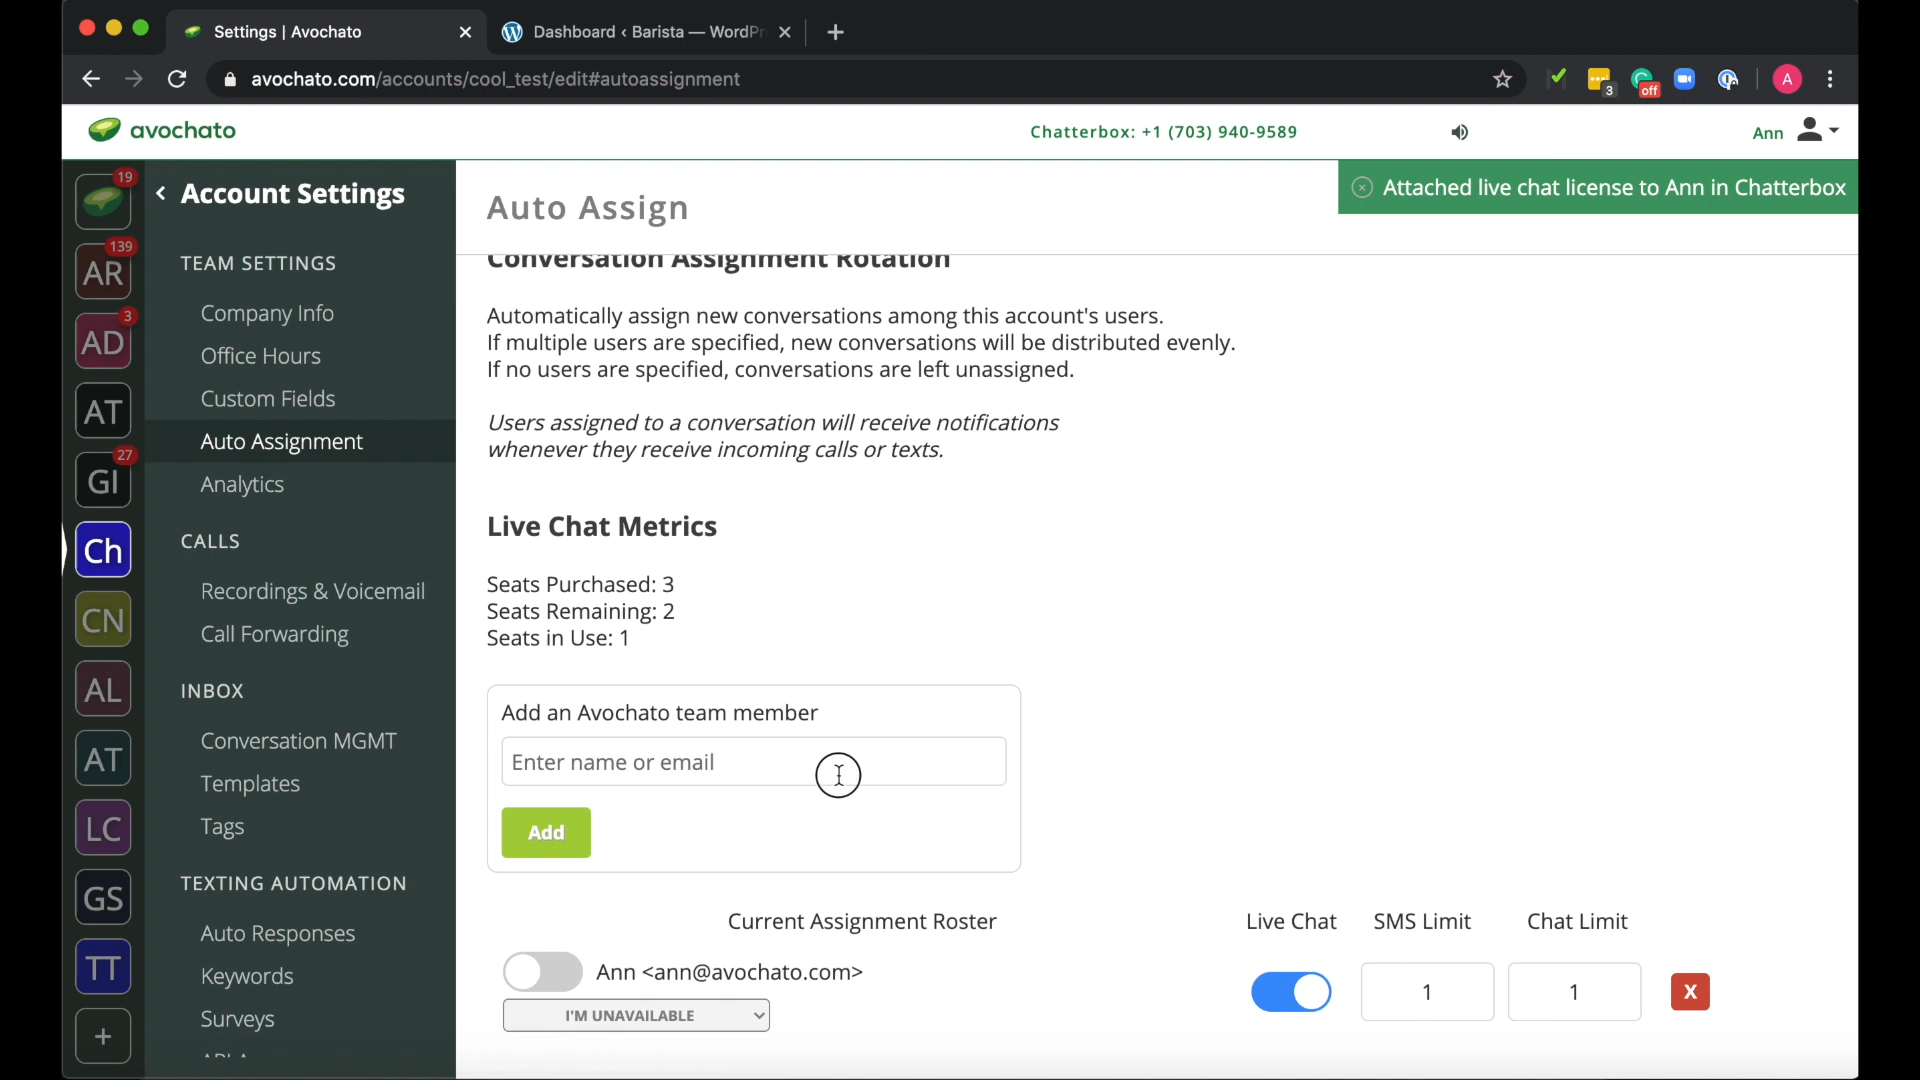 Settings | Avochato
Dashboard ‹ Barista — WordPr
avochato.com/accounts/cool_test/edit#autoassignment
3
off
A
avochato
Chatterbox: +1 (703) 940-9589
Ann
19
139
AR
3
AD
AT
27
GI
Ch
CN
AL
AT
LC
GS
TT
+
Account Settings
TEAM SETTINGS
Company Info
Office Hours
Custom Fields
Auto Assignment
Analytics
CALLS
Recordings & Voicemail
Call Forwarding
INBOX
Conversation MGMT
Templates
Tags
TEXTING AUTOMATION
Auto Responses
Keywords
Surveys
Auto Assign
Attached live chat license to Ann in Chatterbox
Conversation Assignment Rotation
Automatically assign new conversations among this account's users.
If multiple users are specified, new conversations will be distributed evenly.
If no users are specified, conversations are left unassigned.
Users assigned to a conversation will receive notifications
whenever they receive incoming calls or texts.
Live Chat Metrics
Seats Purchased: 3
Seats Remaining: 2
Seats in Use: 1
Add an Avochato team member
Enter name or email
Add
Current Assignment Roster
Live Chat
SMS Limit
Chat Limit
Ann <ann@avochato.com>
I'M UNAVAILABLE
1
1
X